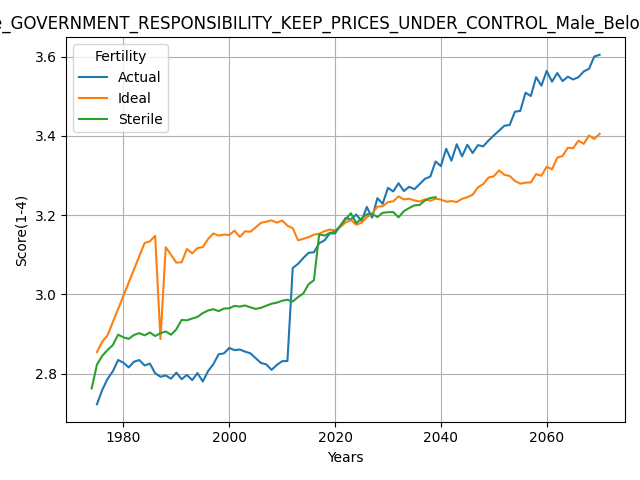 e_GOVERNMENT_RESPONSIBILITY_KEEP_PRICES_UNDER_CONTROL_Male_Belo
Fertility
Actual
Ideal
Sterile
Score(1-4)
3.6
3.4
3.2
3.0
2.8
1980 2000 2020 2040 2060
Years